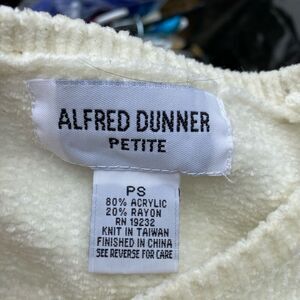 ALFRED DUNNER
PETITE
PS
80% ACRYLIC
20% RAYON
RN 19232
KNIT IN TAIWAN
FINISHED IN CHINA
SEE REVERSE FOR CARE